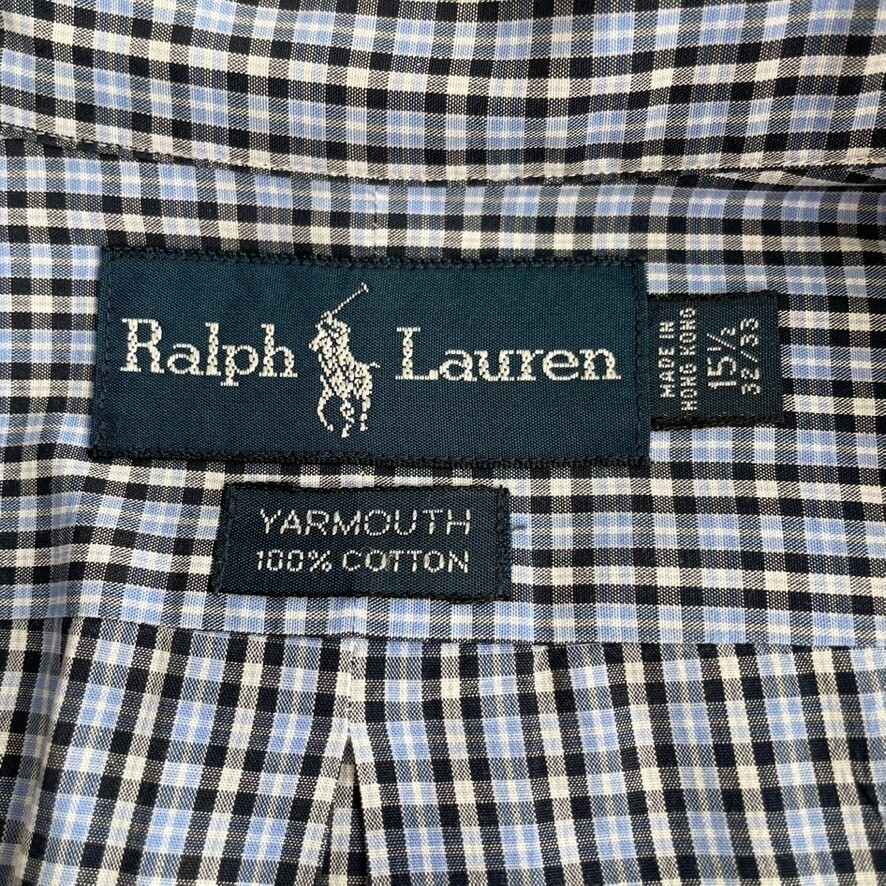 Ralph Lauren
MADE IN
HONG KONG
15½
32/33
YARMOUTH
100% COTTON